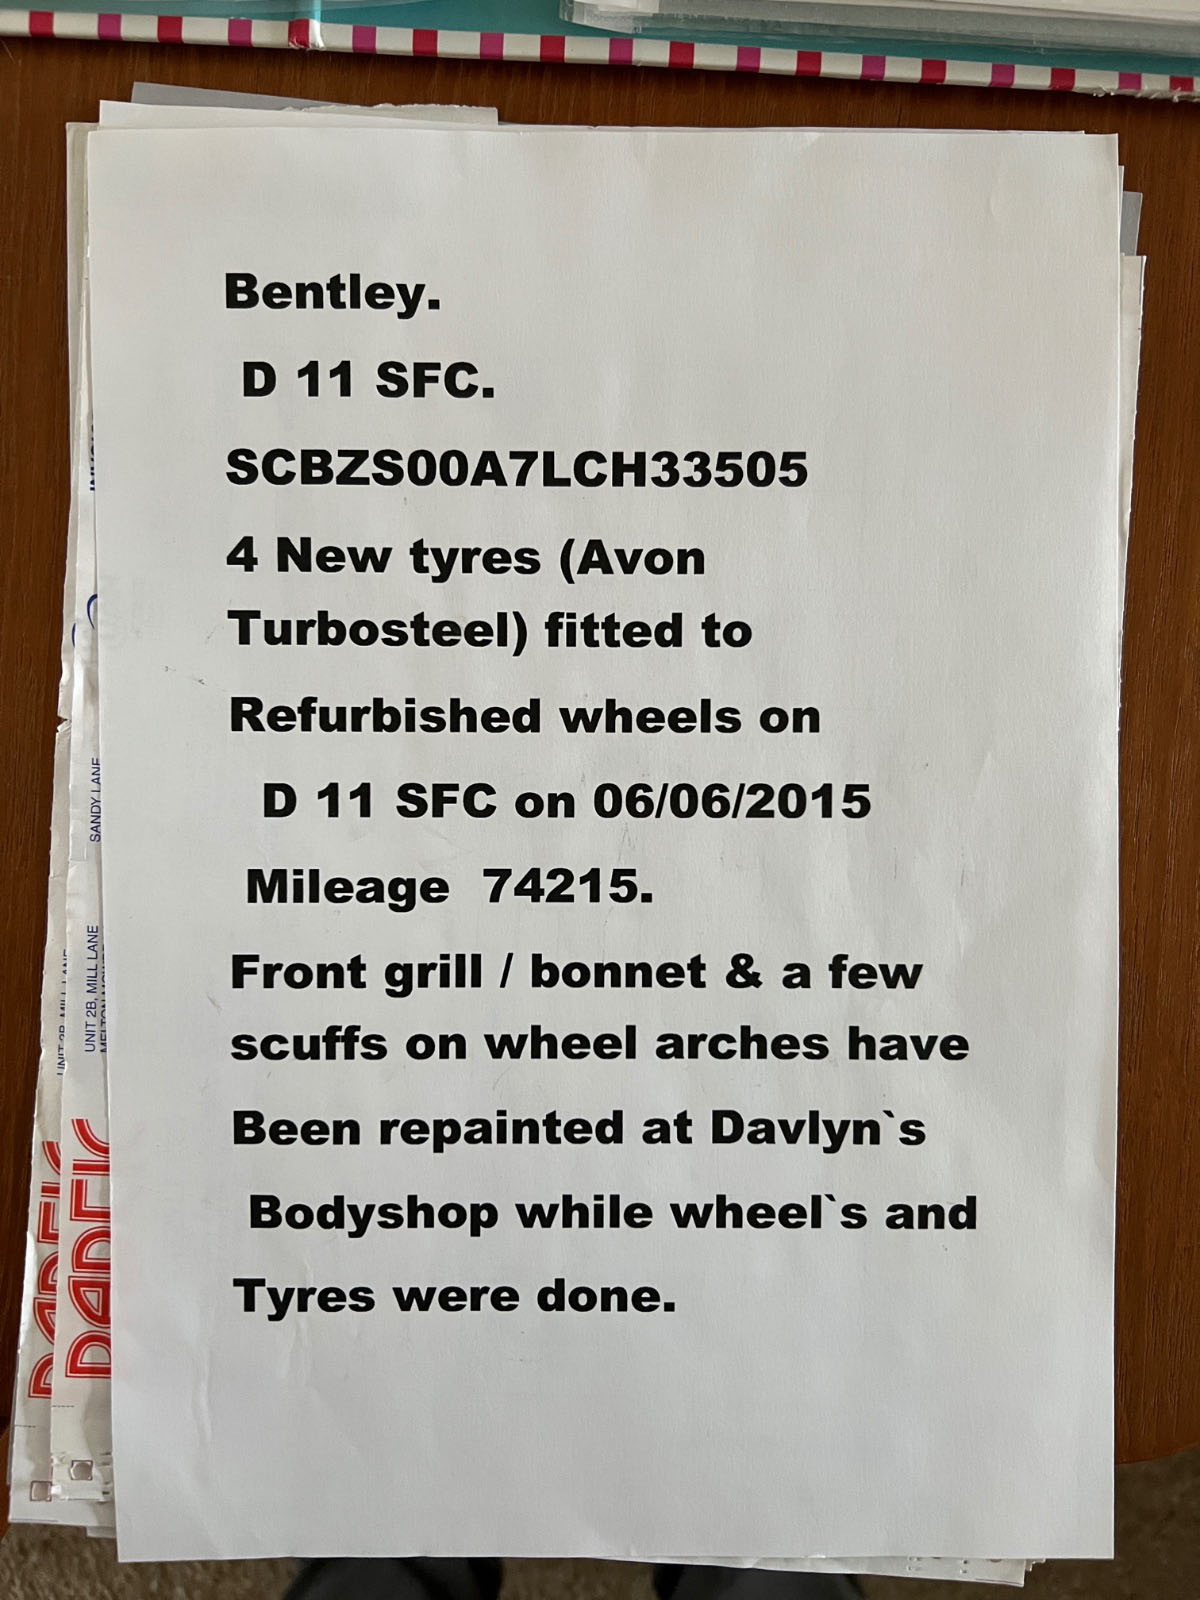 Bentley.
D 11 SFC.
SCBZS00A7LCH33505
4 New tyres (Avon
Turbosteel) fitted to
Refurbished wheels on
D 11 SFC on 06/06/2015
Mileage 74215.
Front grill / bonnet & a few
scuffs on wheel arches have
Been repainted at Davlyn`s
Bodyshop while wheel`s and
Tyres were done.
SANDY LANE
UNIT 2B, MILL LANE